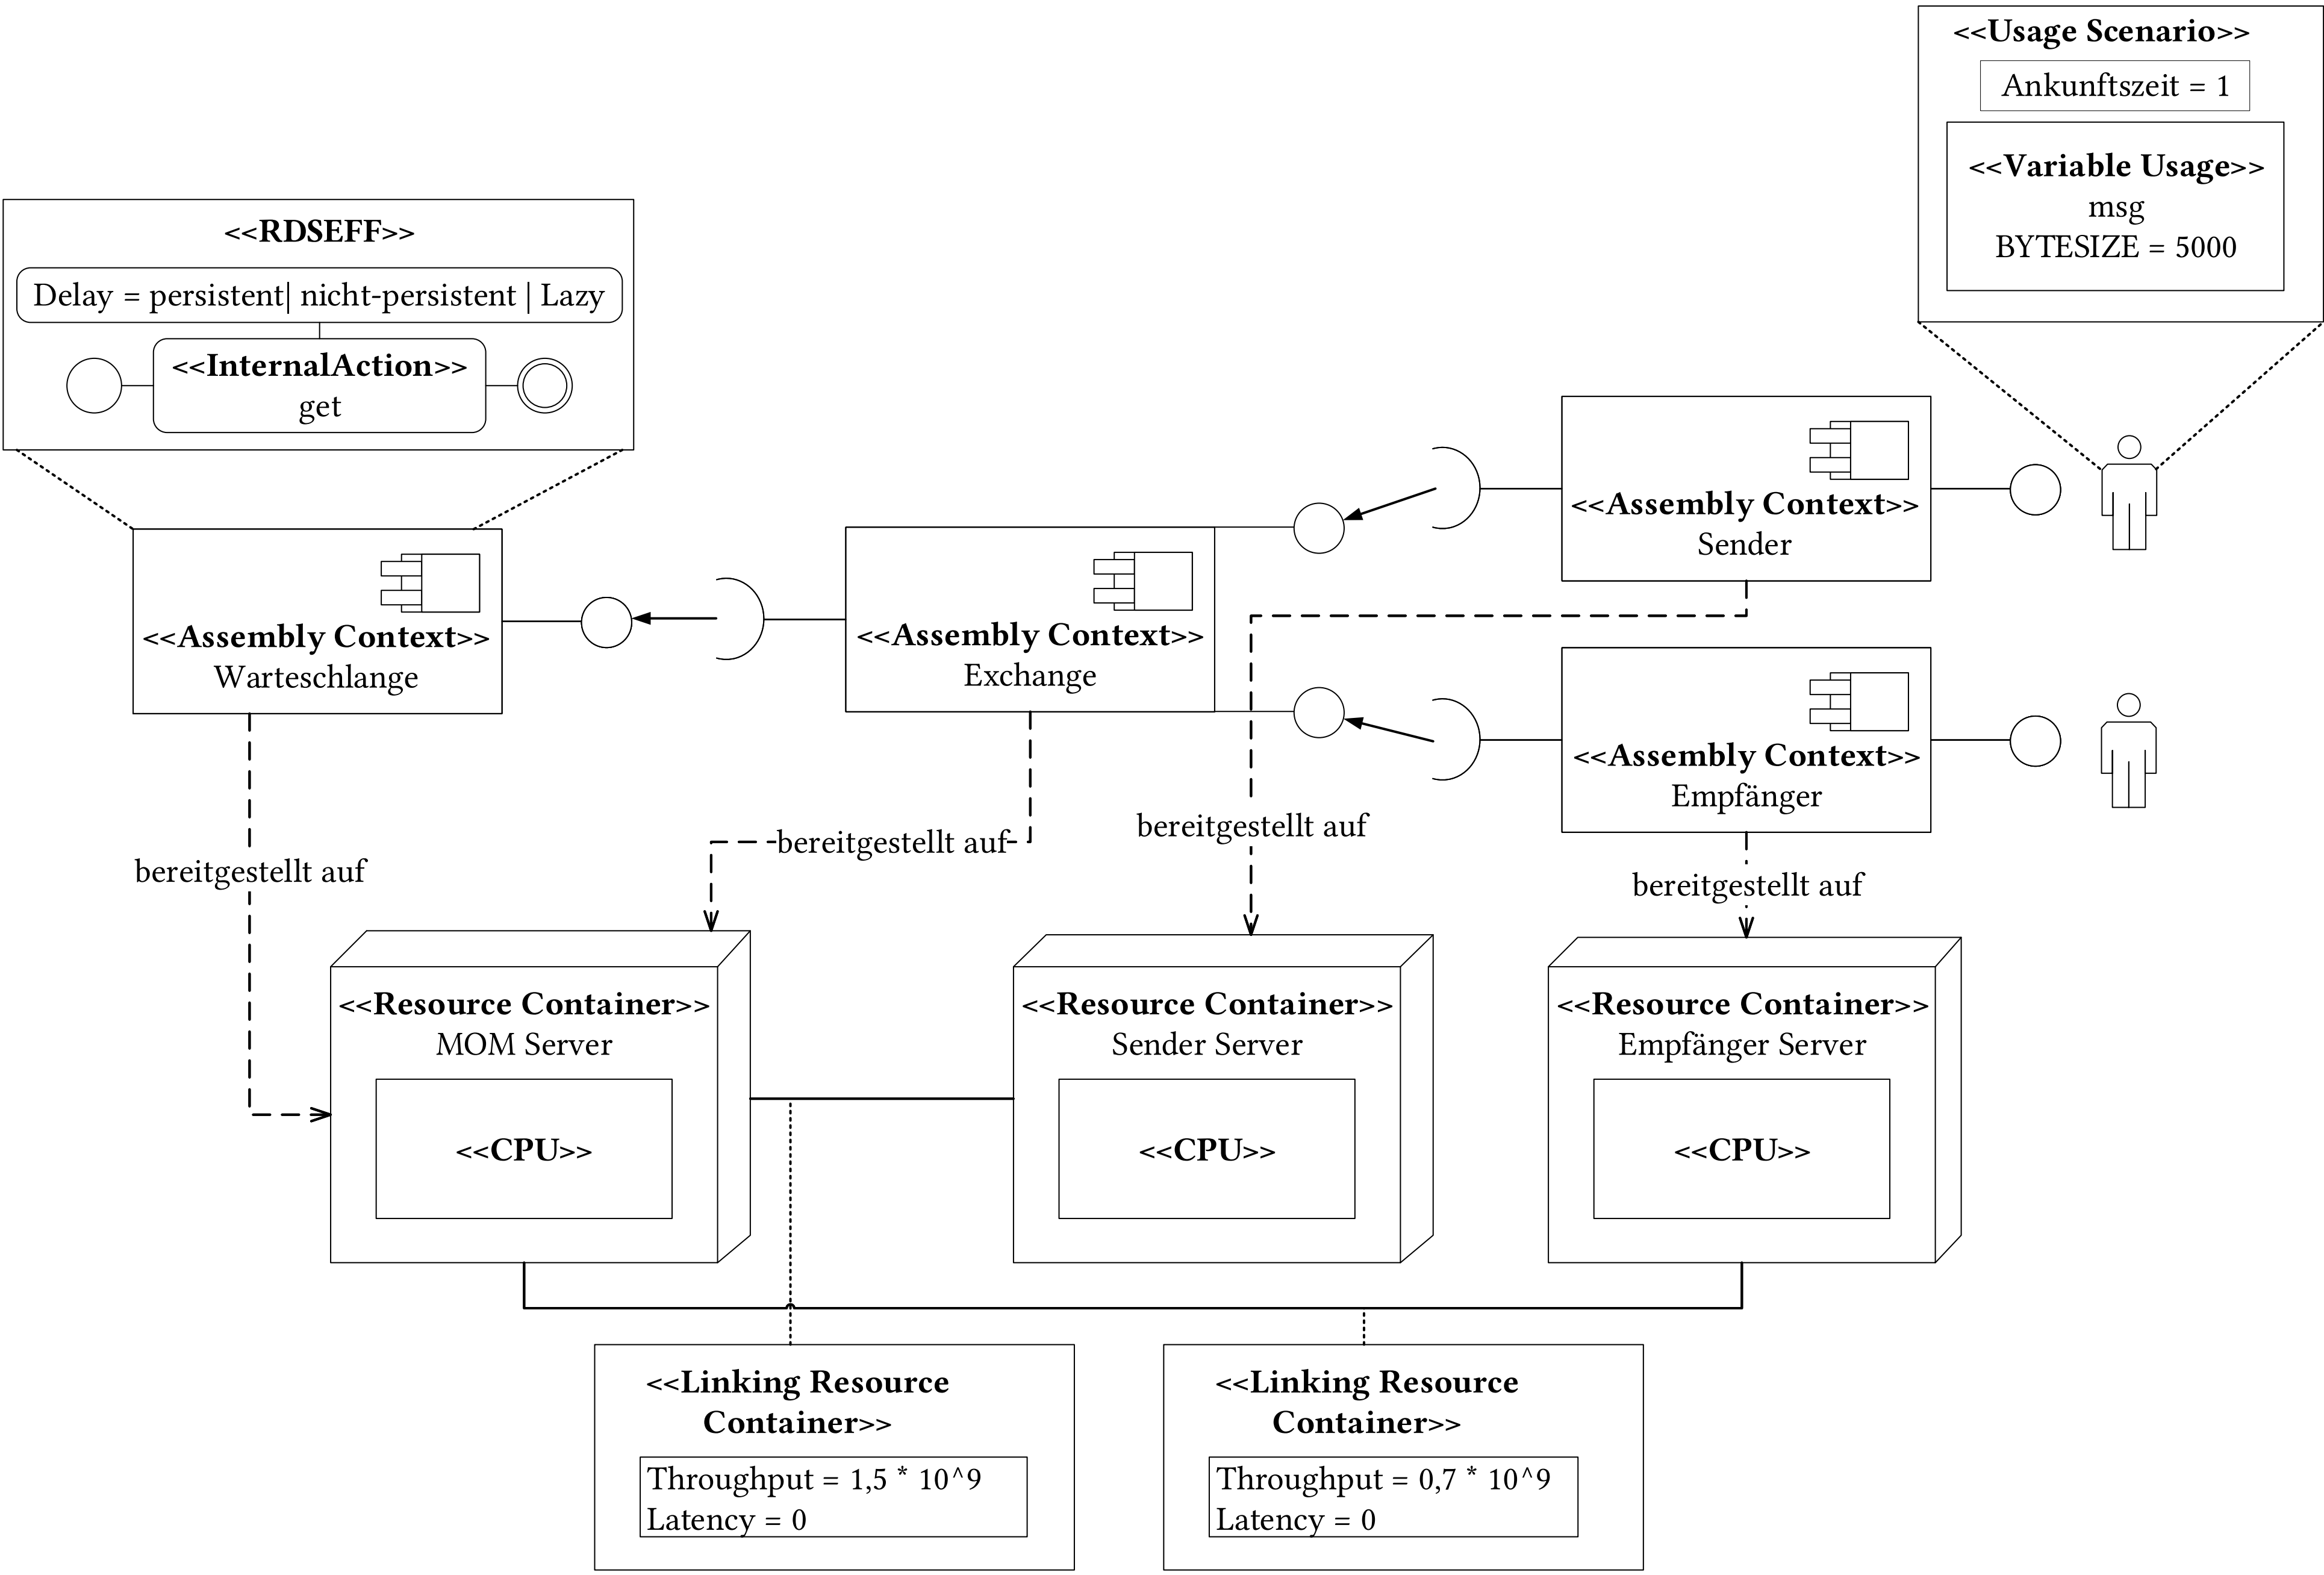 <<Usage Scenario>>
Ankunftszeit = 1
<<Variable Usage>>
msg
BYTESIZE = 5000
<<RDSEFF>>
Delay = persistent| nicht-persistent | Lazy
<<InternalAction>>
get
<<Assembly Context>>
Sender
<<Assembly Context>>
Warteschlange
<<Assembly Context>>
Exchange
<<Assembly Context>>
Empfänger
bereitgestellt auf
bereitgestellt auf
bereitgestellt auf
bereitgestellt auf
<<Resource Container>>
MOM Server
<<CPU>>
<<Resource Container>>
Sender Server
<<CPU>>
<<Resource Container>>
Empfänger Server
<<CPU>>
<<Linking Resource
Container>>
Throughput = 1,5 * 10^9
Latency = 0
<<Linking Resource
Container>>
Throughput = 0,7 * 10^9
Latency = 0